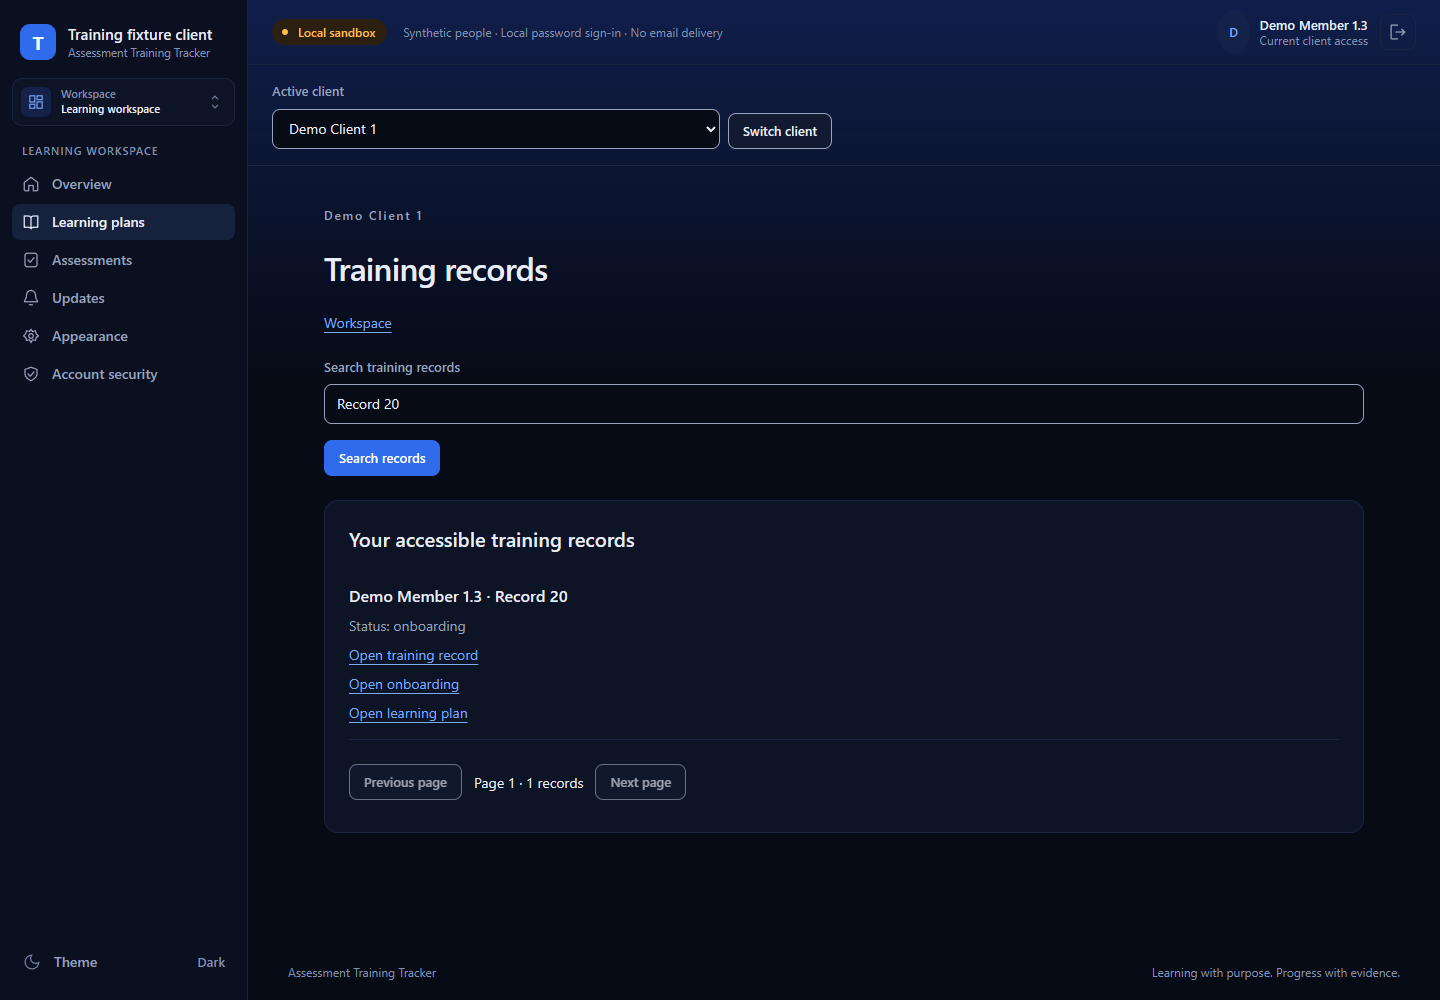 T
Training fixture client
Assessment Training Tracker
Workspace
Learning workspace
LEARNING WORKSPACE
Overview
Learning plans
Assessments
Updates
Appearance
Account security
Theme
Dark
Local sandbox
Synthetic people · Local password sign-in · No email delivery
D
Demo Member 1.3
Current client access
Active client
Demo Client 1
Switch client
Demo Client 1
Training records
Workspace
Search training records
Record 20
Search records
Your accessible training records
Demo Member 1.3 · Record 20
Status: onboarding
Open training record
Open onboarding
Open learning plan
Previous page
Page 1 · 1 records
Next page
Assessment Training Tracker
Learning with purpose. Progress with evidence.